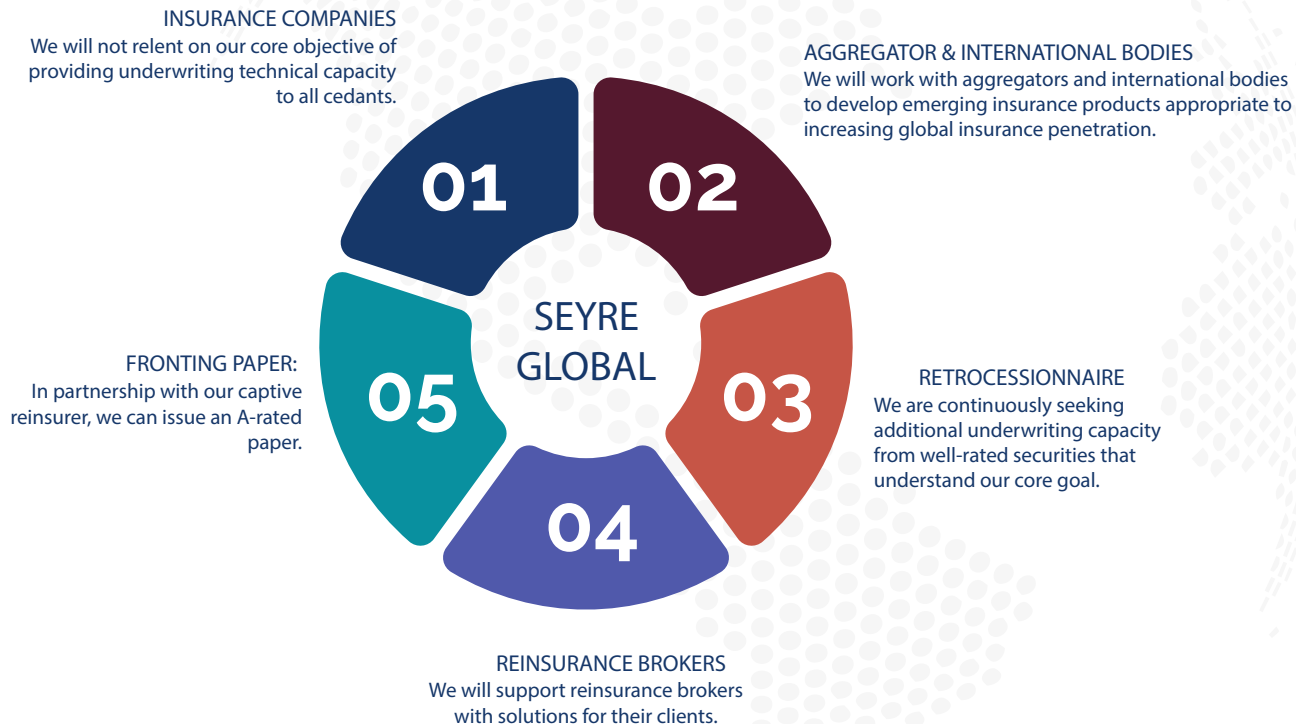 INSURANCE COMPANIES
We will not relent on our core objective of
providing underwriting technical capacity
to all cedants.
AGGREGATOR & INTERNATIONAL BODIES
We will work with aggregators and international bodies
to develop emerging insurance products appropriate to
increasing global insurance penetration.
01
02
SEYRE
GLOBAL
FRONTING PAPER:
In partnership with our captive
reinsurer, we can issue an A-rated
paper.
05
03
RETROCESSIONNAIRE
We are continuously seeking
additional underwriting capacity
from well-rated securities that
understand our core goal.
04
REINSURANCE BROKERS
We will support reinsurance brokers
with solutions for their clients.